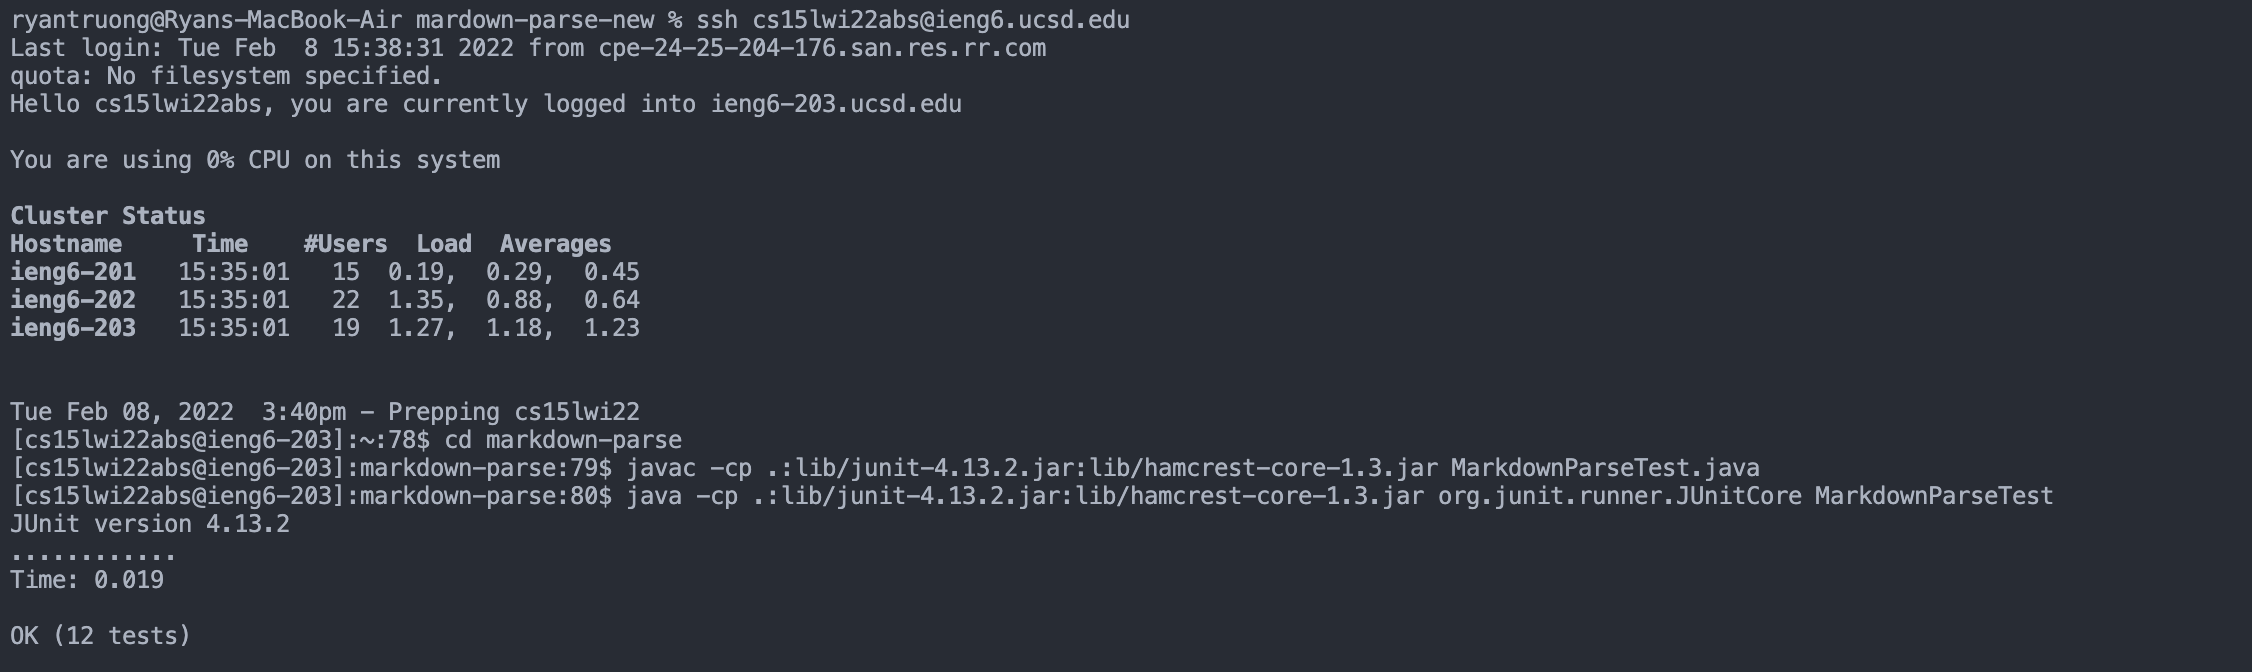 ryantruong@Ryans-MacBook-Air mardown-parse-new % ssh cs15lwi22abs@ieng6.ucsd.edu
Last login: Tue Feb  8 15:38:31 2022 from cpe-24-25-204-176.san.res.rr.com
quota: No filesystem specified.
Hello cs15lwi22abs, you are currently logged into ieng6-203.ucsd.edu
You are using 0% CPU on this system
Cluster Status
Hostname     Time    #Users  Load  Averages
ieng6-201   15:35:01   15  0.19,  0.29,  0.45
ieng6-202   15:35:01   22  1.35,  0.88,  0.64
ieng6-203   15:35:01   19  1.27,  1.18,  1.23
Tue Feb 08, 2022  3:40pm - Prepping cs15lwi22
[cs15lwi22abs@ieng6-203]:~:78$ cd markdown-parse
[cs15lwi22abs@ieng6-203]:markdown-parse:79$ javac -cp .:lib/junit-4.13.2.jar:lib/hamcrest-core-1.3.jar MarkdownParseTest.java
[cs15lwi22abs@ieng6-203]:markdown-parse:80$ java -cp .:lib/junit-4.13.2.jar:lib/hamcrest-core-1.3.jar org.junit.runner.JUnitCore MarkdownParseTest
JUnit version 4.13.2
............
Time: 0.019
OK (12 tests)